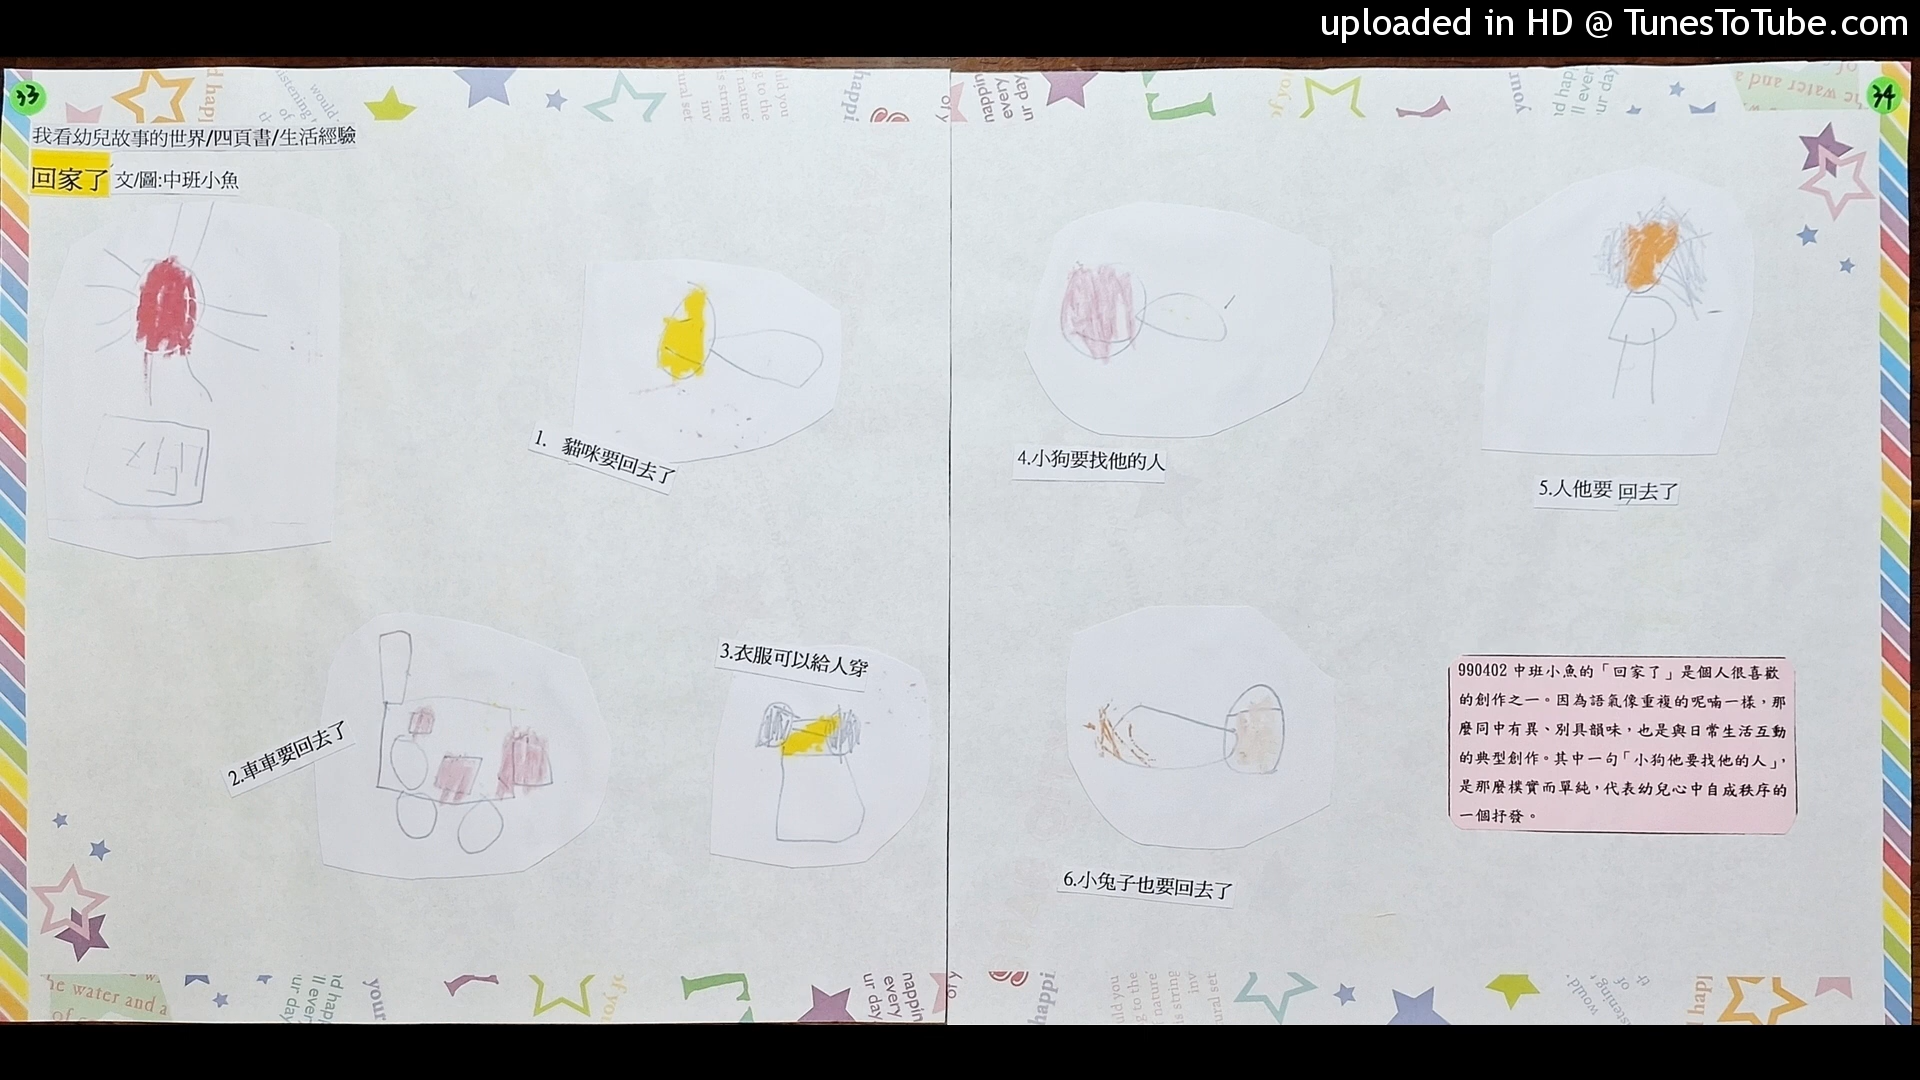 uploaded in HD @ TunesToTube.com
33
我看幼兒故事的世界/四頁書/生活經驗
回家了 文/圖:中班小魚
1. 貓咪要回去了
2.車車要回去了
3.衣服可以給人穿
34
4.小狗要找他的人
5.人他要 回去了
6.小兔子也要回去了
990402 中班小魚的「回家了」是個人很喜歡
的創作之一。因為語氣像重複的呢喃一樣，那
麼同中有異、別具韻味，也是與日常生活互動
的典型創作。其中一句「小狗他要找他的人」，
是那麼樸實而單純，代表幼兒心中自成秩序的
一個抒發。